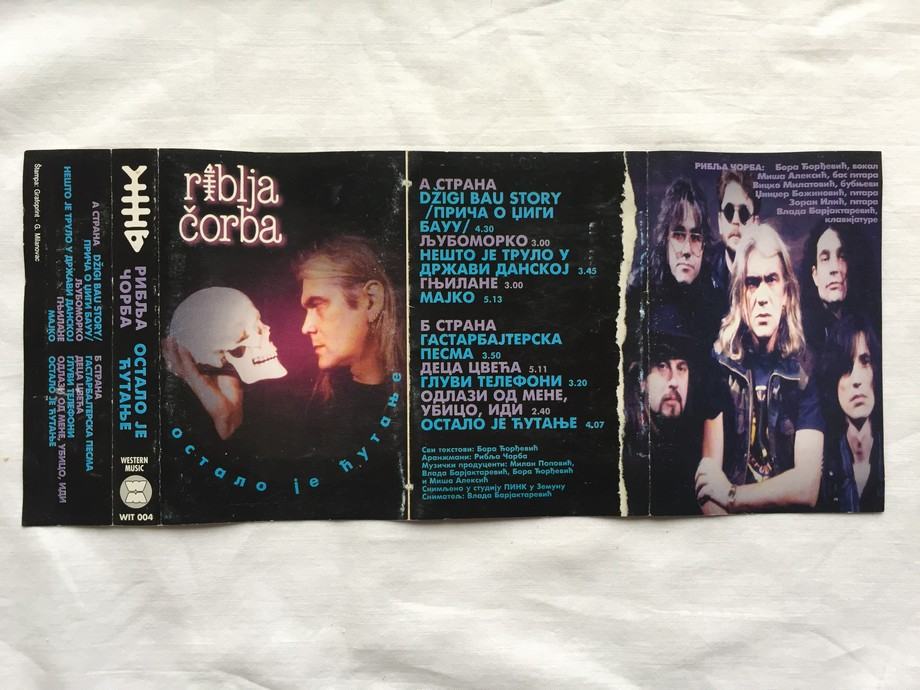 Štampa: Grafoprint - G. Milanovac
А СТРАНА DŽIGI BAU STORY/
/ПРИЧА О ЏИГИ БАУУ/
ЉУБОМОРКО
НЕШТО ЈЕ ТРУЛО У ДРЖАВИ ДАНСКОЈ
ГЊИЛАНЕ
МАЈКО
Б СТРАНА
ГАСТАРБАЈТЕРСКА ПЕСМА
ДЕЦА ЦВЕЋА
ГЛУВИ ТЕЛЕФОНИ
ОДЛАЗИ ОД МЕНЕ, УБИЦО, ИДИ
ОСТАЛО ЈЕ ЋУТАЊЕ
РИБЉА
ЧОРБА
ОСТАЛО ЈЕ
ЋУТАЊЕ
WESTERN
MUSIC
WIT 004
riblja
čorba
остало је ћутање
А СТРАНА
DŽIGI BAU STORY
/ПРИЧА О ЏИГИ
БАУУ/ 4.30
ЉУБОМОРКО 3.00
НЕШТО ЈЕ ТРУЛО У
ДРЖАВИ ДАНСКОЈ 3.45
ГЊИЛАНЕ 3.00
МАЈКО 5.13
Б СТРАНА
ГАСТАРБАЈТЕРСКА
ПЕСМА 3.50
ДЕЦА ЦВЕЋА 5.11
ГЛУВИ ТЕЛЕФОНИ 3.20
ОДЛАЗИ ОД МЕНЕ,
УБИЦО, ИДИ 2.40
ОСТАЛО ЈЕ ЋУТАЊЕ 4.07
Сви текстови: Бора Ђорђевић
Аранжмани: Рибља Чорба
Музички продуценти: Милан Поповић,
Влада Барјактаревић, Бора Ђорђевић
и Миша Алексић
Снимљено у студију ПИНК у Земуну
Сниматељ: Влада Барјактаревић
РИБЉА ЧОРБА: Бора Ђорђевић, вокал
Миша Алексић, бас гитара
Вицко Милатовић, бубњеви
Џинџер Божиновић, гитара
Зоран Илић, гитара
Влада Барјактаревић,
клавијатуре